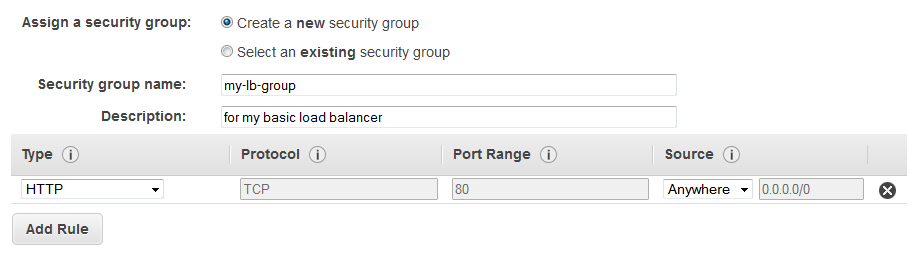 Assign a security group: Create a new security group
Select an existing security group
Security group name: my-lb-group
Description: for my basic load balancer
Type i Protocol i Port Range i Source i
HTTP TCP 80 Anywhere 0.0.0.0/0
Add Rule